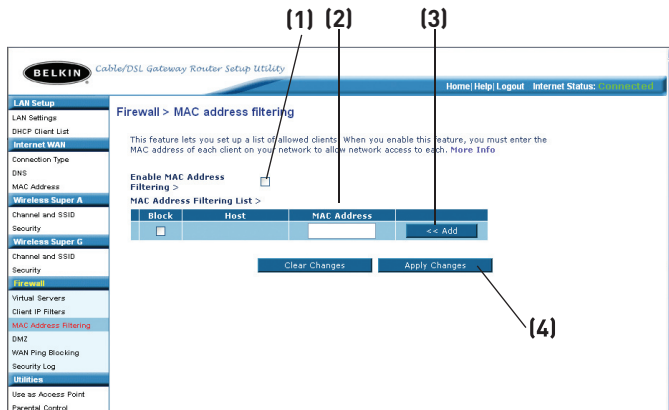 (1) (2) (3)
BELKIN
Cable/DSL Gateway Router Setup Utility
Home|Help|Logout Internet Status: Connected
LAN Setup
LAN Settings
DHCP Client List
Internet WAN
Connection Type
DNS
MAC Address
Wireless Super A
Channel and SSID
Security
Wireless Super G
Channel and SSID
Security
Firewall
Virtual Servers
Client IP Filters
MAC Address Filtering
DMZ
WAN Ping Blocking
Security Log
Utilities
Use as Access Point
Parental Control
Firewall > MAC address filtering
This feature lets you set up a list of allowed clients. When you enable this feature, you must enter the
MAC address of each client on your network to allow network access to each. More Info
Enable MAC Address
Filtering >
MAC Address Filtering List >
Block Host MAC Address
<< Add
Clear Changes Apply Changes
(4)